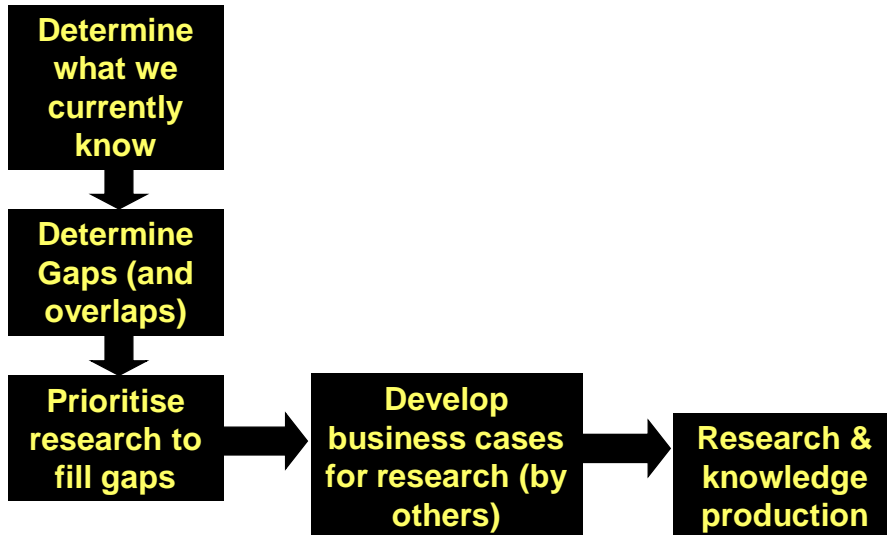 Determine
what we
currently
know
Determine
Gaps (and
overlaps)
Prioritise
research to
fill gaps
Develop
business cases
for research (by
others)
Research &
knowledge
production